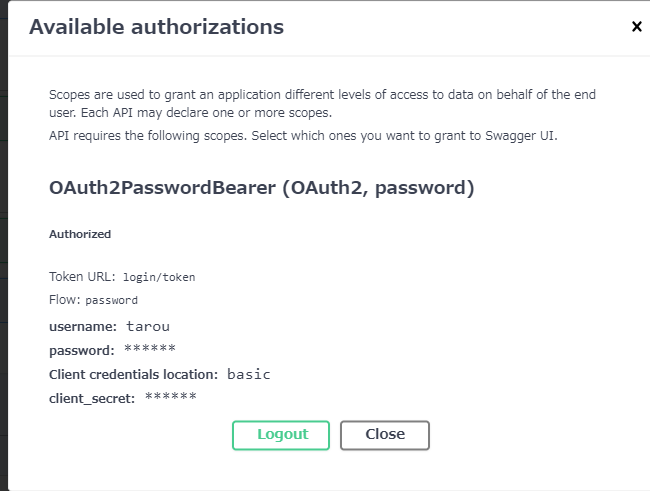 Available authorizations
Scopes are used to grant an application different levels of access to data on behalf of the end
user. Each API may declare one or more scopes.
API requires the following scopes. Select which ones you want to grant to Swagger UI.
OAuth2PasswordBearer (OAuth2, password)
Authorized
Token URL: login/token
Flow: password
username: tarou
password: ******
Client credentials location: basic
client_secret: ******
Logout Close